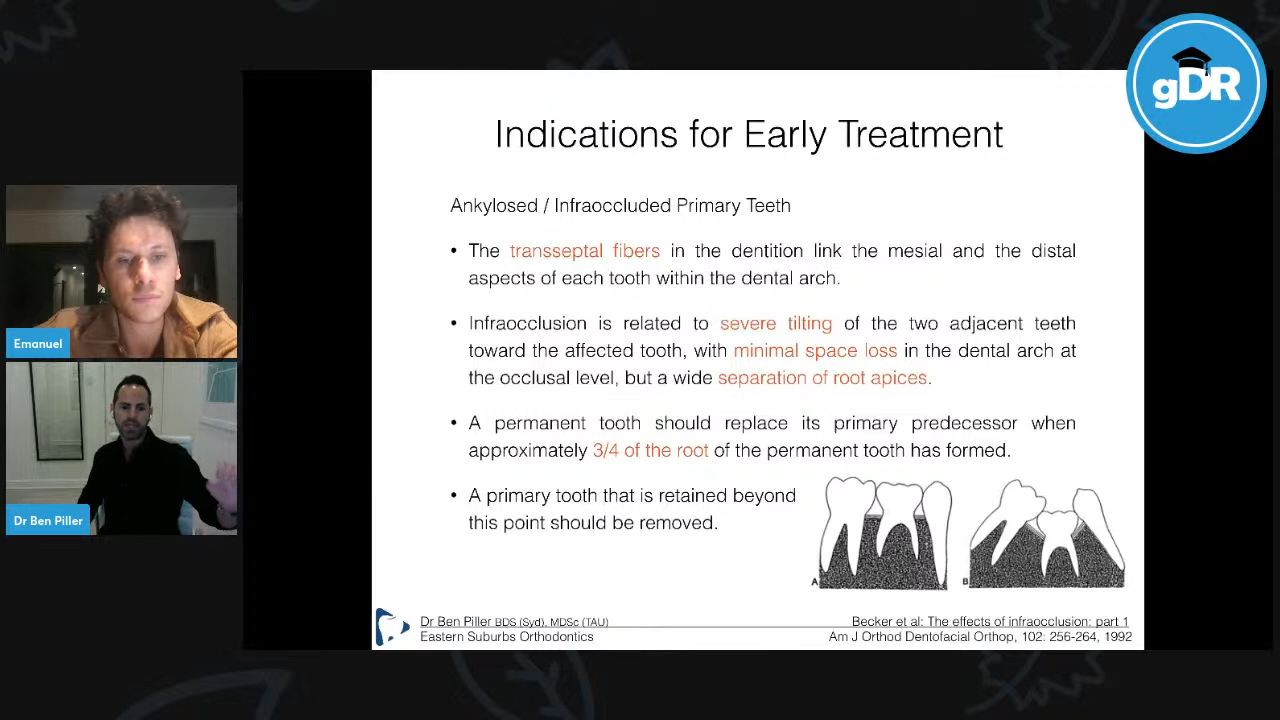 gDR
Indications for Early Treatment
Ankylosed / Infraoccluded Primary Teeth
• The transseptal fibers in the dentition link the mesial and the distal
aspects of each tooth within the dental arch.
• Infraocclusion is related to severe tilting of the two adjacent teeth
toward the affected tooth, with minimal space loss in the dental arch at
the occlusal level, but a wide separation of root apices.
• A permanent tooth should replace its primary predecessor when
approximately 3/4 of the root of the permanent tooth has formed.
• A primary tooth that is retained beyond
this point should be removed.
A
B
Dr Ben Piller BDS (Syd), MDSc (TAU)
Eastern Suburbs Orthodontics
Becker et al: The effects of infraocclusion: part 1
Am J Orthod Dentofacial Orthop, 102: 256-264, 1992
Emanuel
Dr Ben Piller